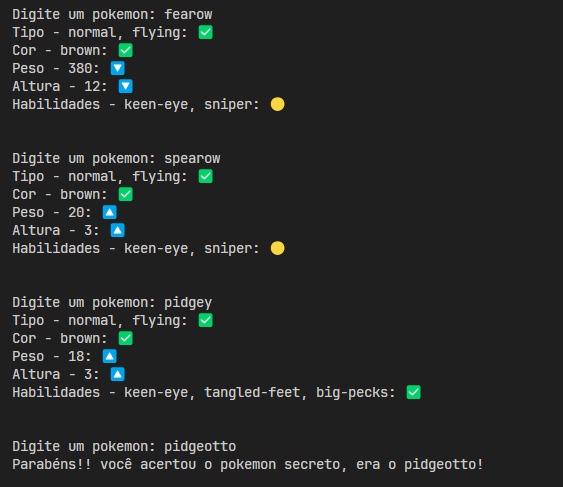 Digite um pokemon: fearow
Tipo - normal, flying: ✅
Cor - brown: ✅
Peso - 380: 🔽
Altura - 12: 🔽
Habilidades - keen-eye, sniper: 🟡
Digite um pokemon: spearow
Tipo - normal, flying: ✅
Cor - brown: ✅
Peso - 20: 🔼
Altura - 3: 🔼
Habilidades - keen-eye, sniper: 🟡
Digite um pokemon: pidgey
Tipo - normal, flying: ✅
Cor - brown: ✅
Peso - 18: 🔼
Altura - 3: 🔼
Habilidades - keen-eye, tangled-feet, big-pecks: ✅
Digite um pokemon: pidgeotto
Parabéns!! você acertou o pokemon secreto, era o pidgeotto!